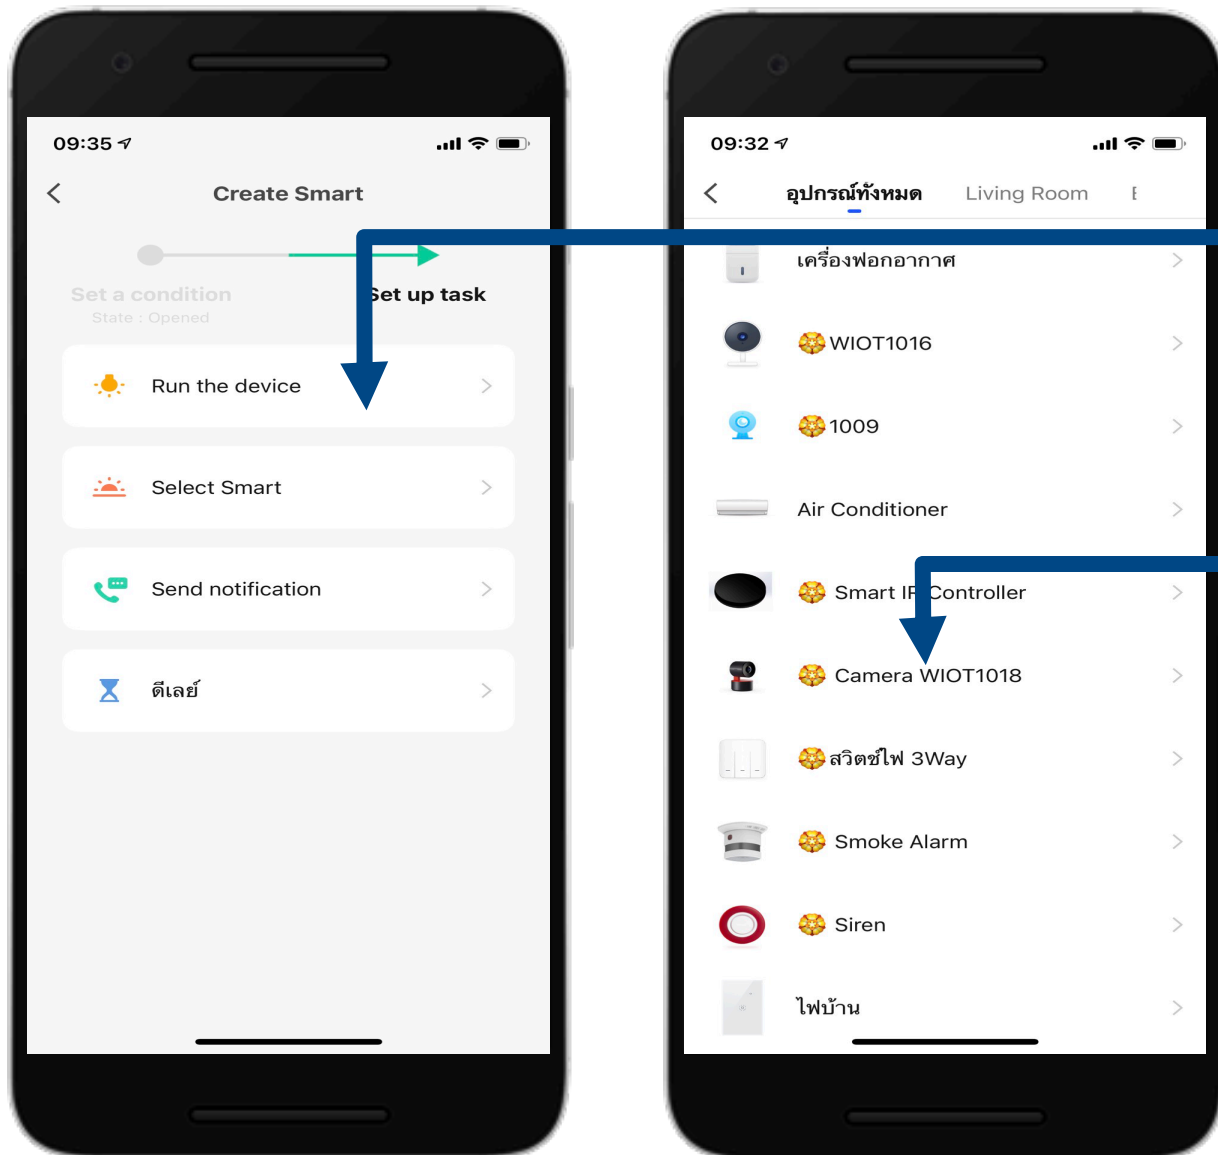 09:35
Create Smart
Set a condition
State : Opened
Set up task
Run the device
Select Smart
Send notification
ดีเลย์
09:32
อุปกรณ์ทั้งหมด
Living Room
เครื่องฟอกอากาศ
WIOT1016
1009
Air Conditioner
Smart IR Controller
Camera WIOT1018
สวิตช์ไฟ 3Way
Smoke Alarm
Siren
ไฟบ้าน